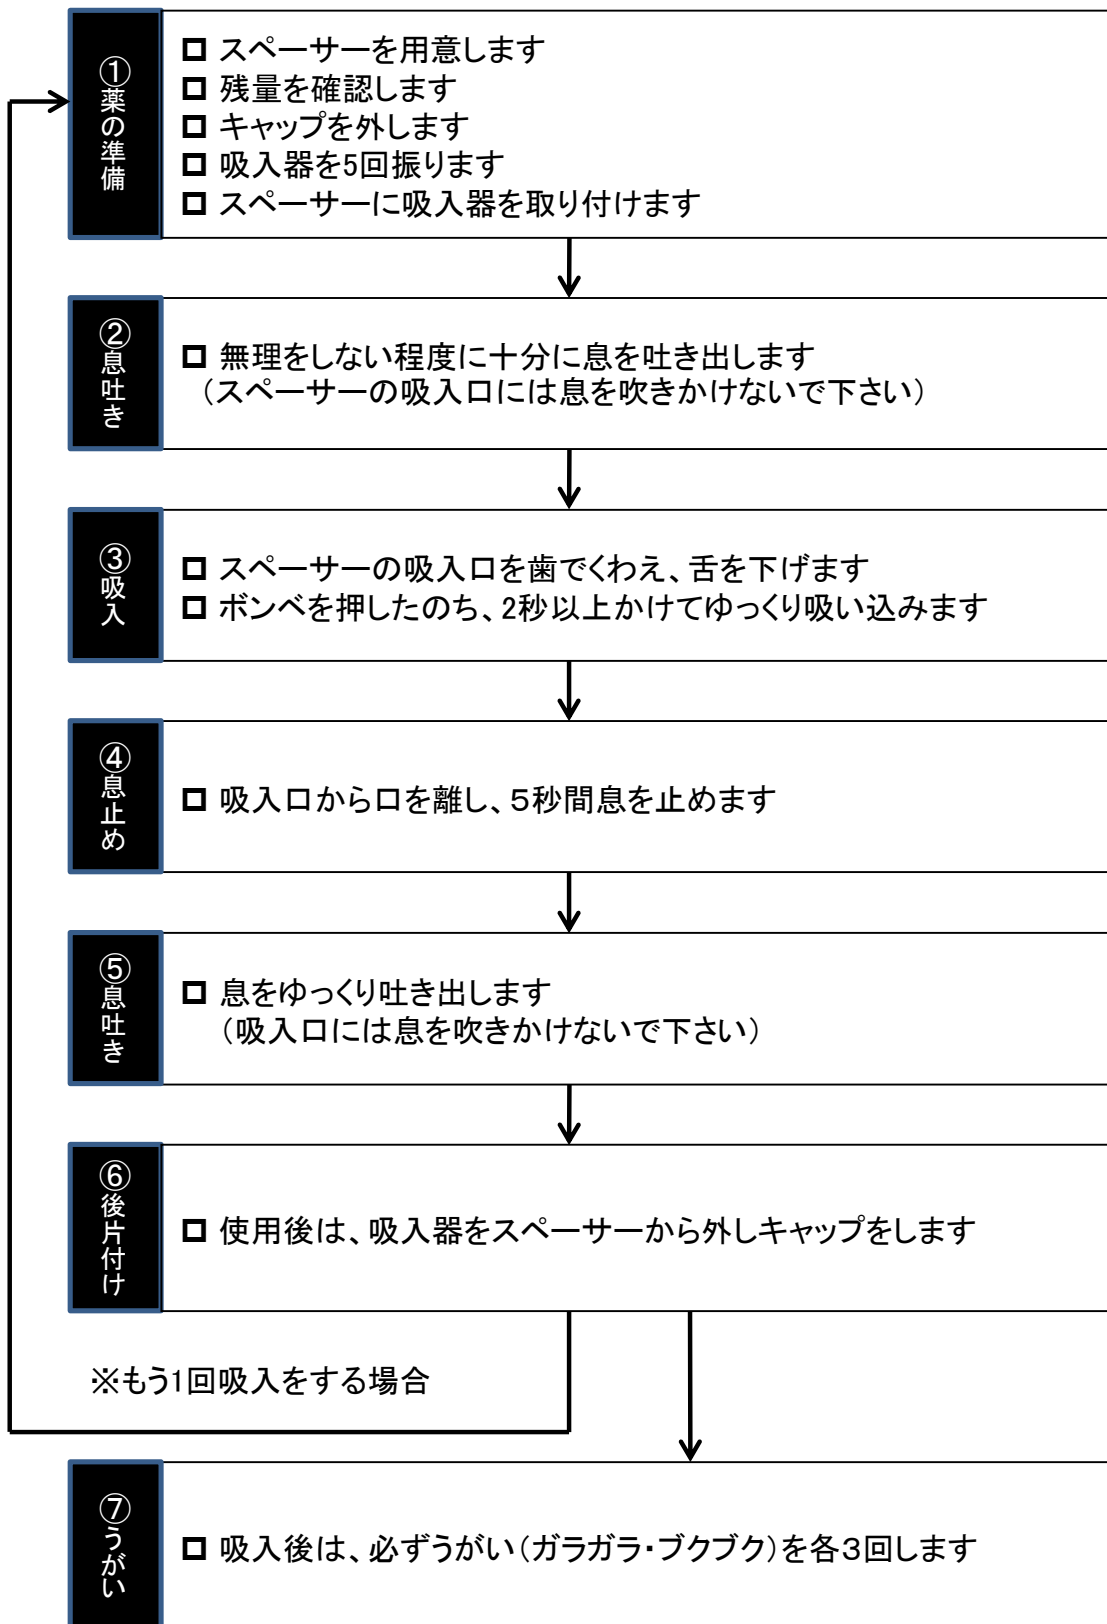 ①薬の準備
□ スペーサーを用意します
□ 残量を確認します
□ キャップを外します
□ 吸入器を5回振ります
□ スペーサーに吸入器を取り付けます
②息吐き
□ 無理をしない程度に十分に息を吐き出します
（スペーサーの吸入口には息を吹きかけないで下さい）
③吸入
□ スペーサーの吸入口を歯でくわえ、舌を下げます
□ ボンベを押したのち、2秒以上かけてゆっくり吸い込みます
④息止め
□ 吸入口から口を離し、５秒間息を止めます
⑤息吐き
□ 息をゆっくり吐き出します
（吸入口には息を吹きかけないで下さい）
⑥後片付け
□ 使用後は、吸入器をスペーサーから外しキャップをします
※もう1回吸入をする場合
⑦うがい
□ 吸入後は、必ずうがい（ガラガラ・ブクブク）を各３回します